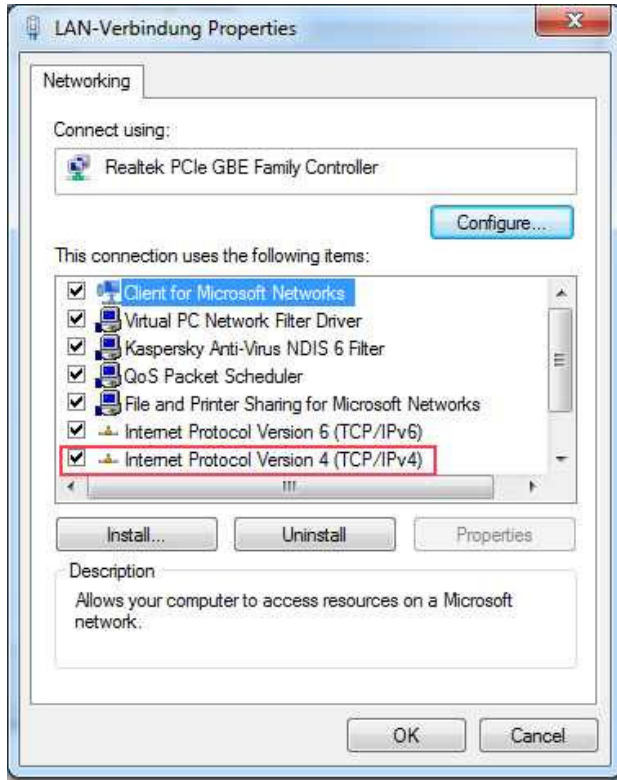 LAN-Verbindung Properties
Networking
Connect using:
Realtek PCIe GBE Family Controller
Configure...
This connection uses the following items:
Client for Microsoft Networks
Virtual PC Network Filter Driver
Kaspersky Anti-Virus NDIS 6 Filter
QoS Packet Scheduler
File and Printer Sharing for Microsoft Networks
Internet Protocol Version 6 (TCP/IPv6)
Internet Protocol Version 4 (TCP/IPv4)
Install... Uninstall Properties
Description
Allows your computer to access resources on a Microsoft
network.
OK Cancel